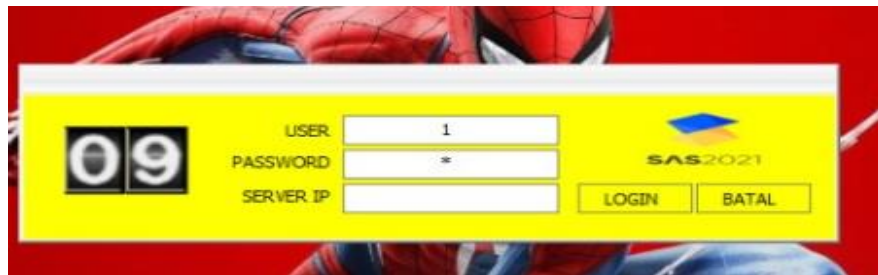 09
USER 1
PASSWORD *
SERVER IP
SAS2021
LOGIN BATAL